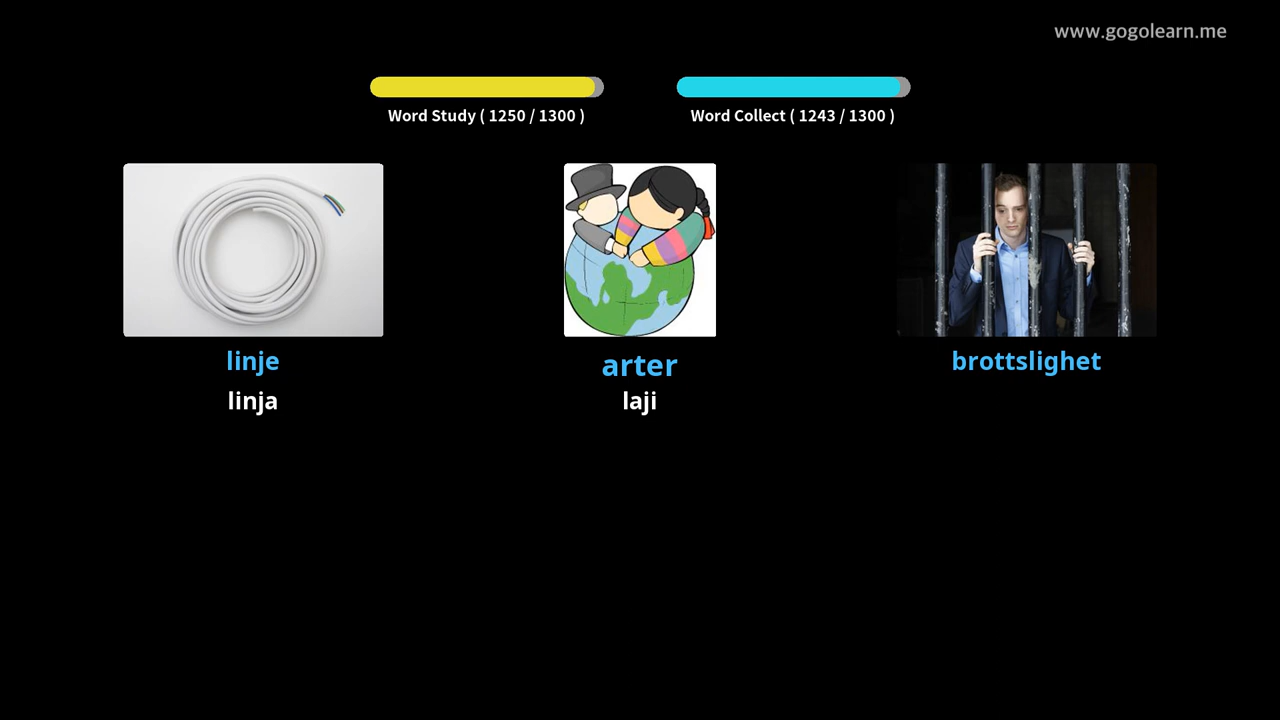 www.gogolearn.me
Word Study ( 1250 / 1300 )
Word Collect ( 1243 / 1300 )
linje
arter
brottslighet
linja
laji